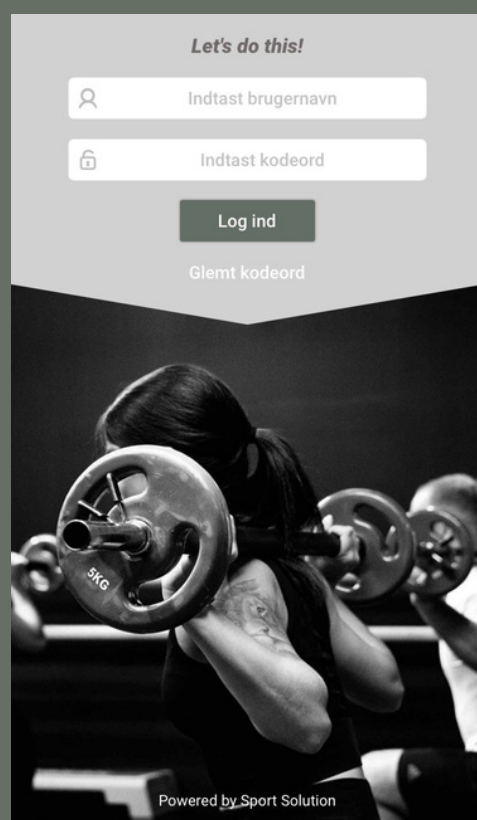 Let's do this!
Indtast brugernavn
Indtast kodeord
Log ind
Glemt kodeord
5KG
Powered by Sport Solution